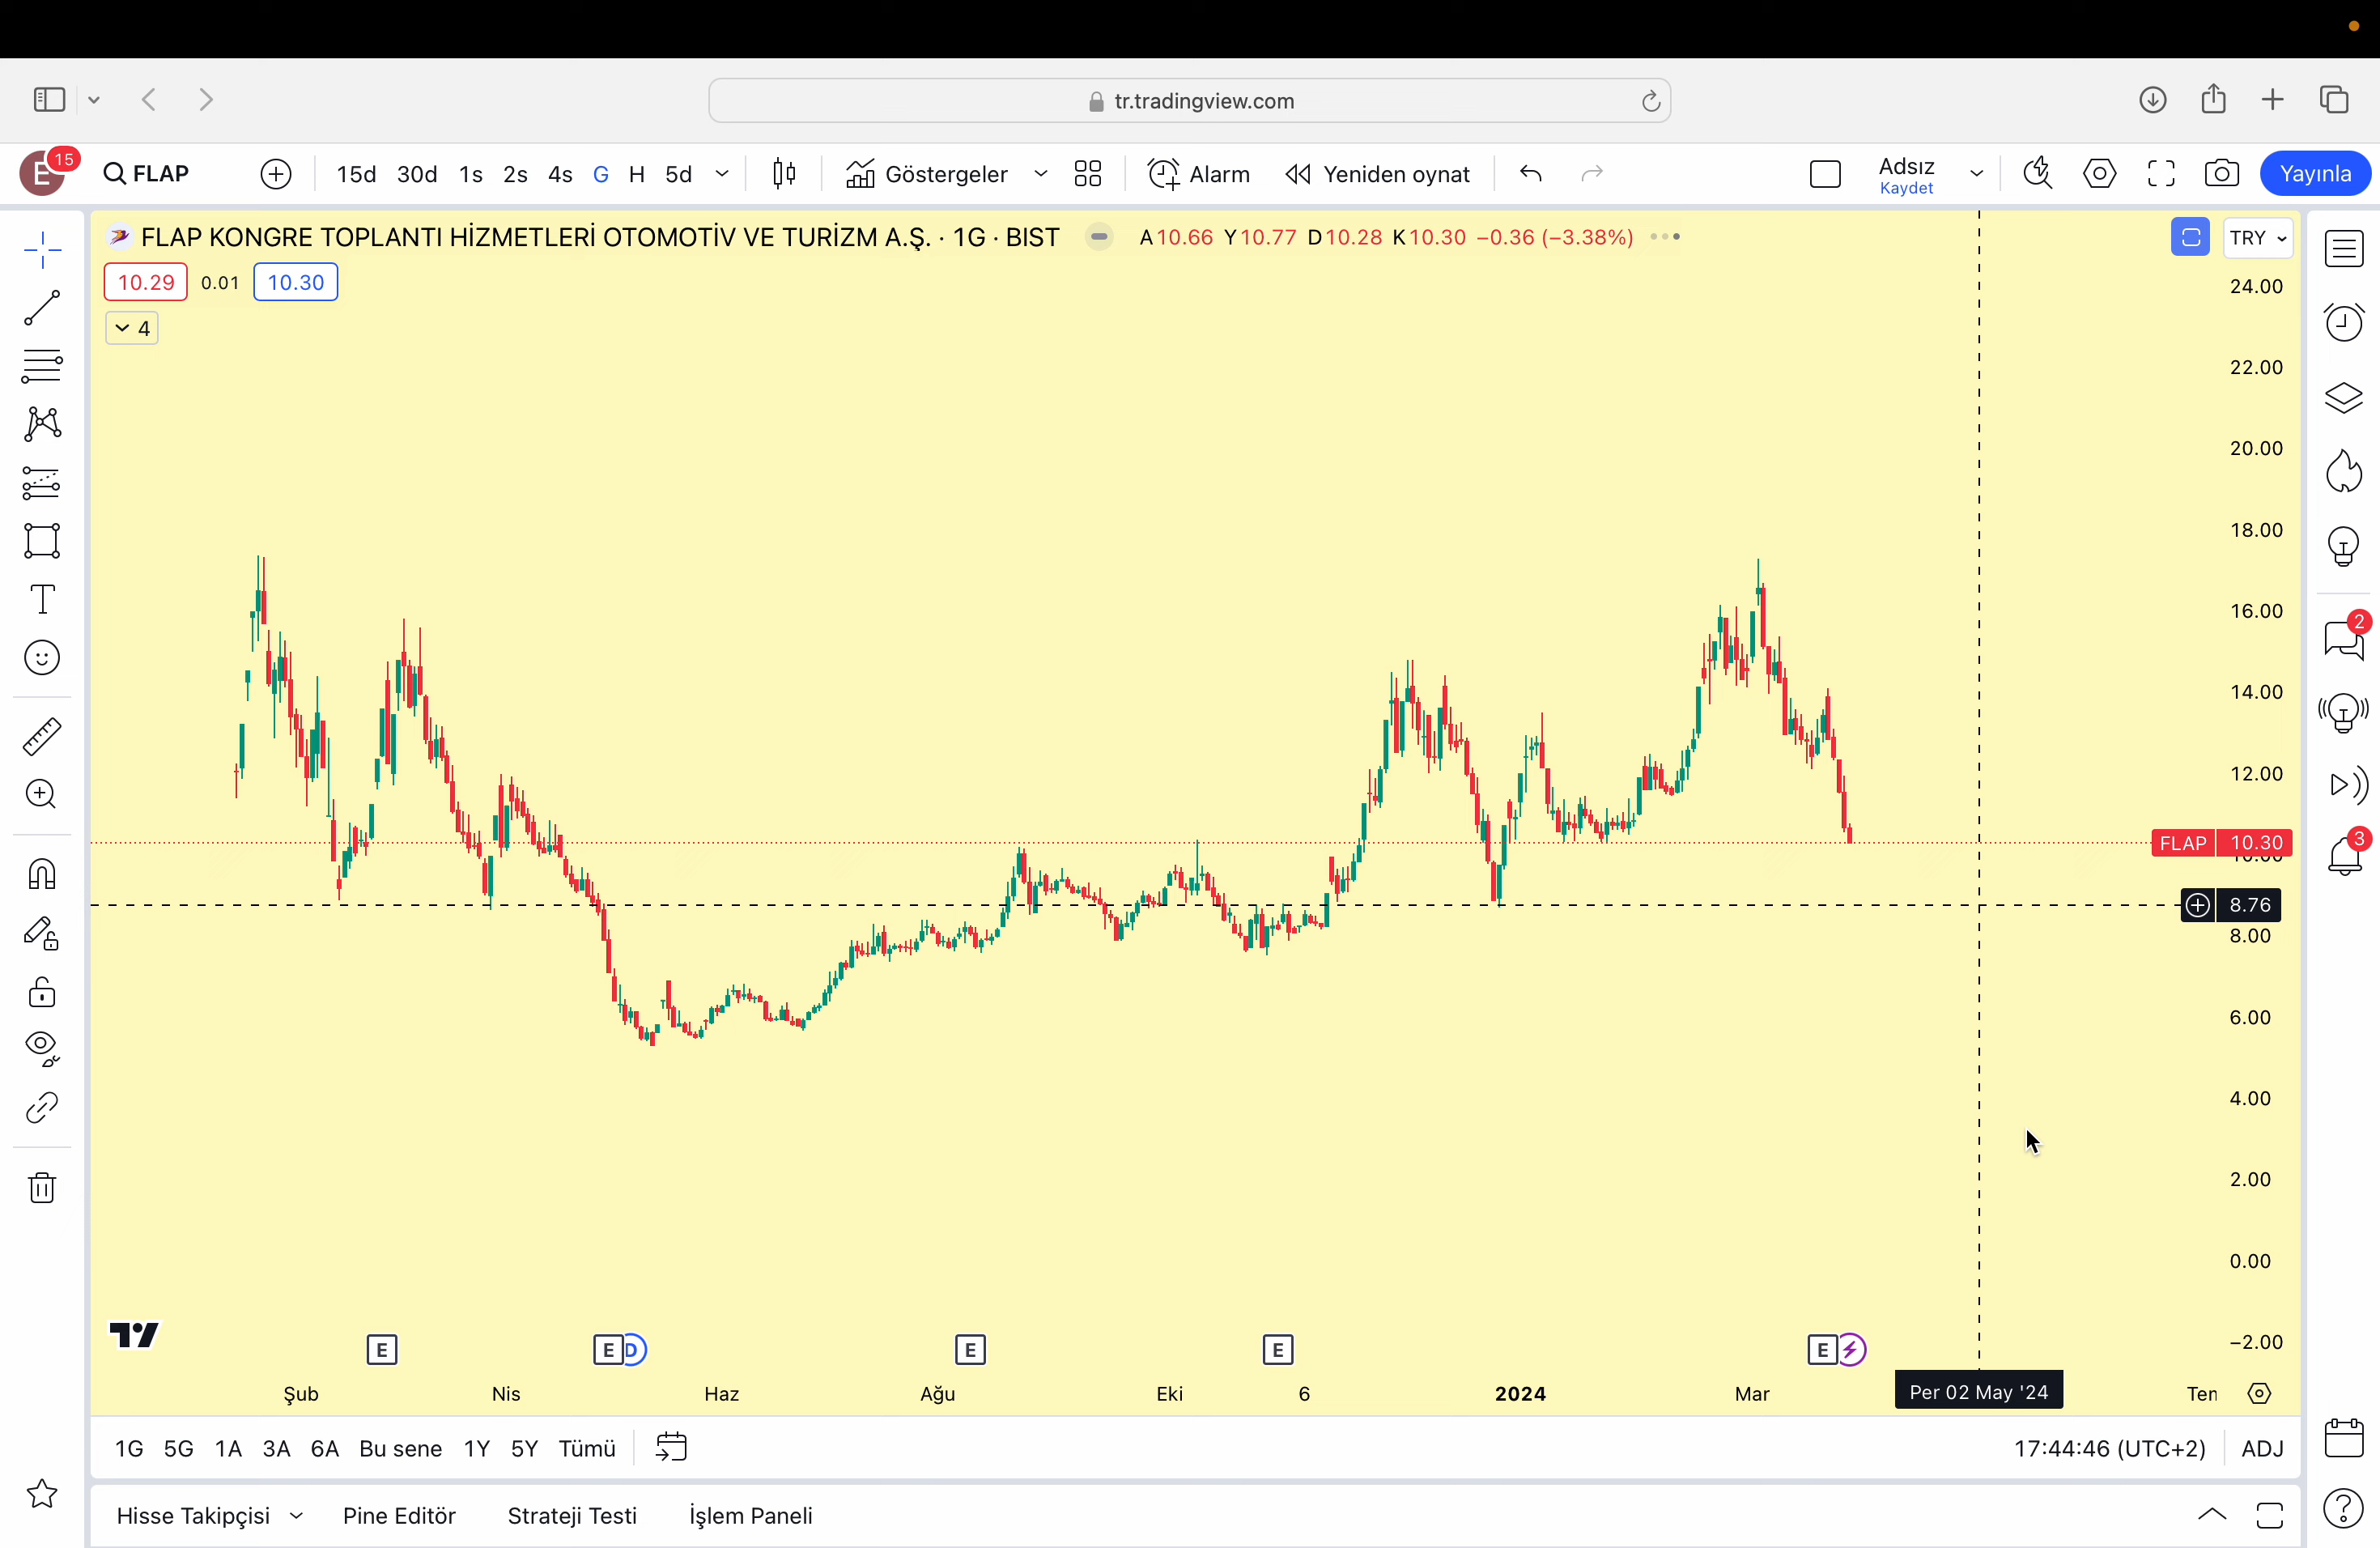 tr.tradingview.com
E 15 FLAP 15d 30d 1s 2s 4s G H 5d Göstergeler Alarm Yeniden oynat Adsız Kaydet Yayınla
FLAP KONGRE TOPLANTI HİZMETLERİ OTOMOTİV VE TURİZM A.Ş. · 1G · BIST A10.66 Y10.77 D10.28 K10.30 −0.36 (−3.38%) TRY
10.29 0.01 10.30
4
24.00
22.00
20.00
18.00
16.00
2
14.00
12.00
FLAP 10.30
3
10.00
8.76
8.00
6.00
4.00
2.00
0.00
−2.00
E E D E E E
Şub Nis Haz Ağu Eki 6 2024 Mar Per 02 May '24 Ten
1G 5G 1A 3A 6A Bu sene 1Y 5Y Tümü 17:44:46 (UTC+2) ADJ
Hisse Takipçisi Pine Editör Strateji Testi İşlem Paneli